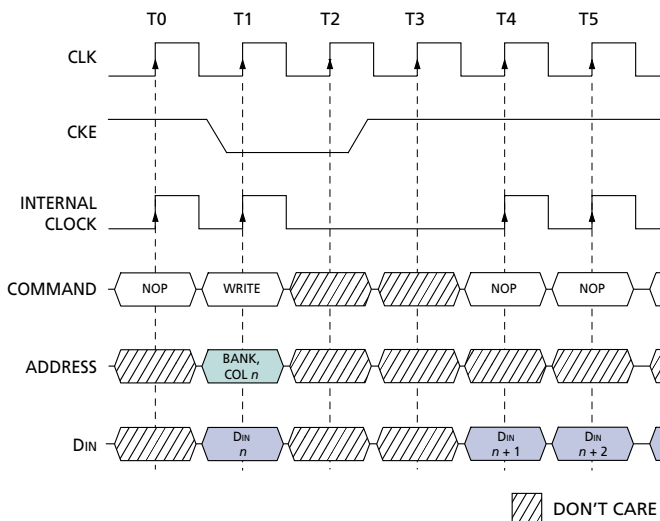 T0 T1 T2 T3 T4 T5
CLK
CKE
INTERNAL
CLOCK
COMMAND NOP WRITE NOP NOP
ADDRESS BANK,
COL n
DIN DIN
n DIN
n + 1 DIN
n + 2
DON'T CARE